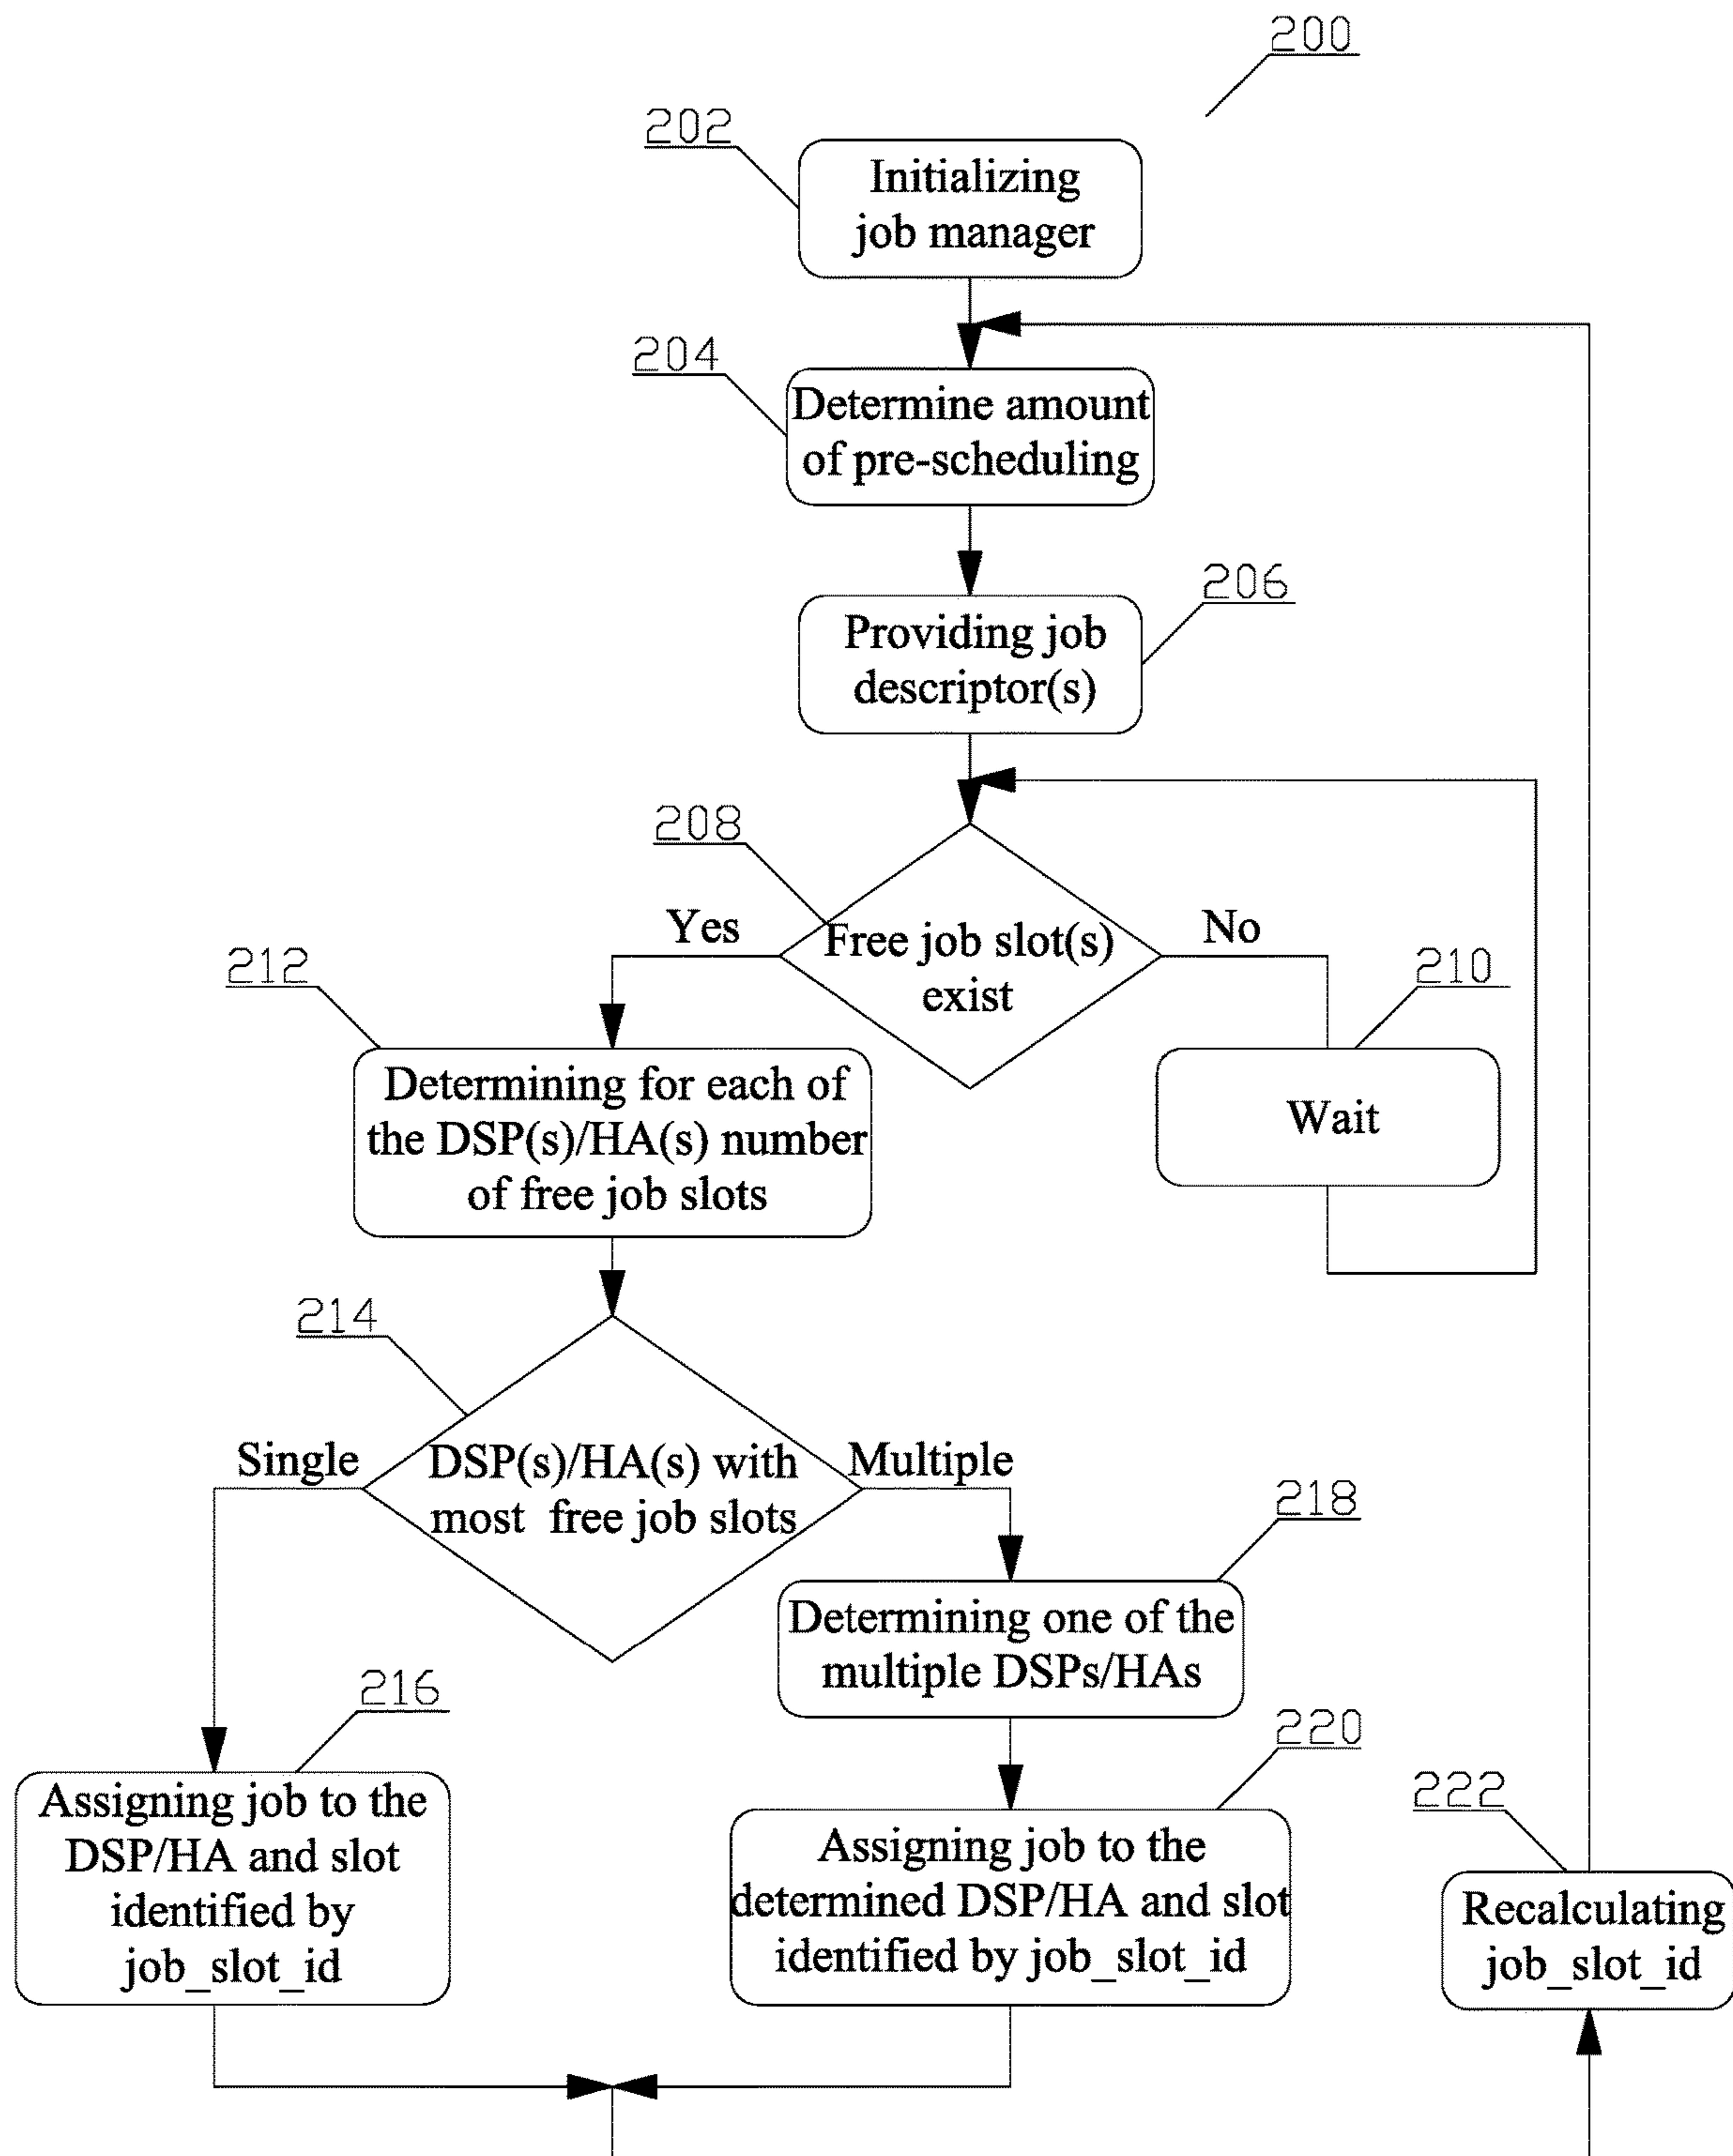 200
202
Initializing
job manager
204
Determine amount
of pre-scheduling
206
Providing job
descriptor(s)
208
Yes
Free job slot(s)
exist
No
212
210
Determining for each of
the DSP(s)/HA(s) number
of free job slots
Wait
214
Single
DSP(s)/HA(s) with
most free job slots
Multiple
218
Determining one of the
multiple DSPs/HAs
216
Assigning job to the
DSP/HA and slot
identified by
job_slot_id
220
Assigning job to the
determined DSP/HA and slot
identified by job_slot_id
222
Recalculating
job_slot_id